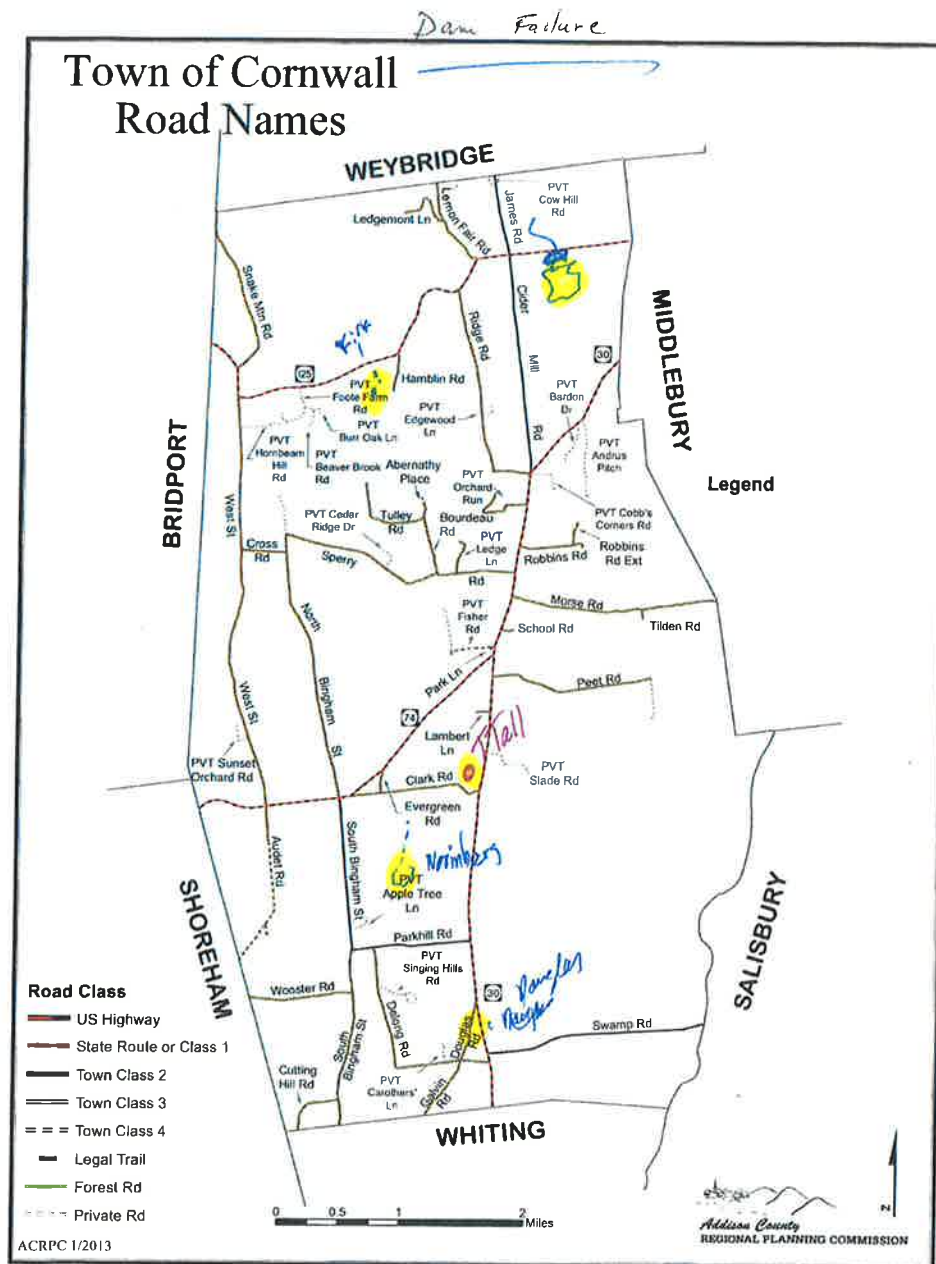 Dam Failure
Town of Cornwall
Road Names
WEYBRIDGE
Ledgemont Ln
Lemon Fair Rd
James Rd
PVT
Cow Hill
Rd
Snake Mtn Rd
Cider
Mill
Rd
MIDDLEBURY
30
Kirk
125
Ridge Rd
Hamblin Rd
PVT
Foote Farm
Rd
PVT
Bardon
Dr
PVT
Edgewood
Ln
PVT
Burr Oak Ln
PVT
Andrus
Pitch
BRIDPORT
PVT
Hornbeam
Hill
Rd
PVT
Beaver Brook
Rd
Abernathy
Place
PVT
Orchard
Run
Legend
West St
PVT Cedar
Ridge Dr
Tulley
Rd
Bourdeau
Rd
PVT
Ledge
Ln
PVT Cobb's
Corners Rd
Robbins Rd
Robbins
Rd Ext
Cross
Rd
Sperry
Rd
North
Bingham
St
PVT
Fisher
Rd
Morse Rd
School Rd
Tilden Rd
Park Ln
Peet Rd
West St
74
Lambert
Ln
PVT Sunset
Orchard Rd
Clark Rd
PVT
Slade Rd
Evergreen
Rd
Audet Rd
South Bingham St
PVT
Apple Tree
Ln
SHOREHAM
SALISBURY
Parkhill Rd
PVT
Singing Hills
Rd
30
Douglas
Wooster Rd
Delong Rd
Douglas
Rd
Swamp Rd
South
Bingham St
Cutting
Hill Rd
PVT
Carothers'
Ln
Galvin
Rd
WHITING
Road Class
US Highway
State Route or Class 1
Town Class 2
Town Class 3
Town Class 4
Legal Trail
Forest Rd
Private Rd
0 0.5 1 2
Miles
N
Addison County
REGIONAL PLANNING COMMISSION
ACRPC 1/2013